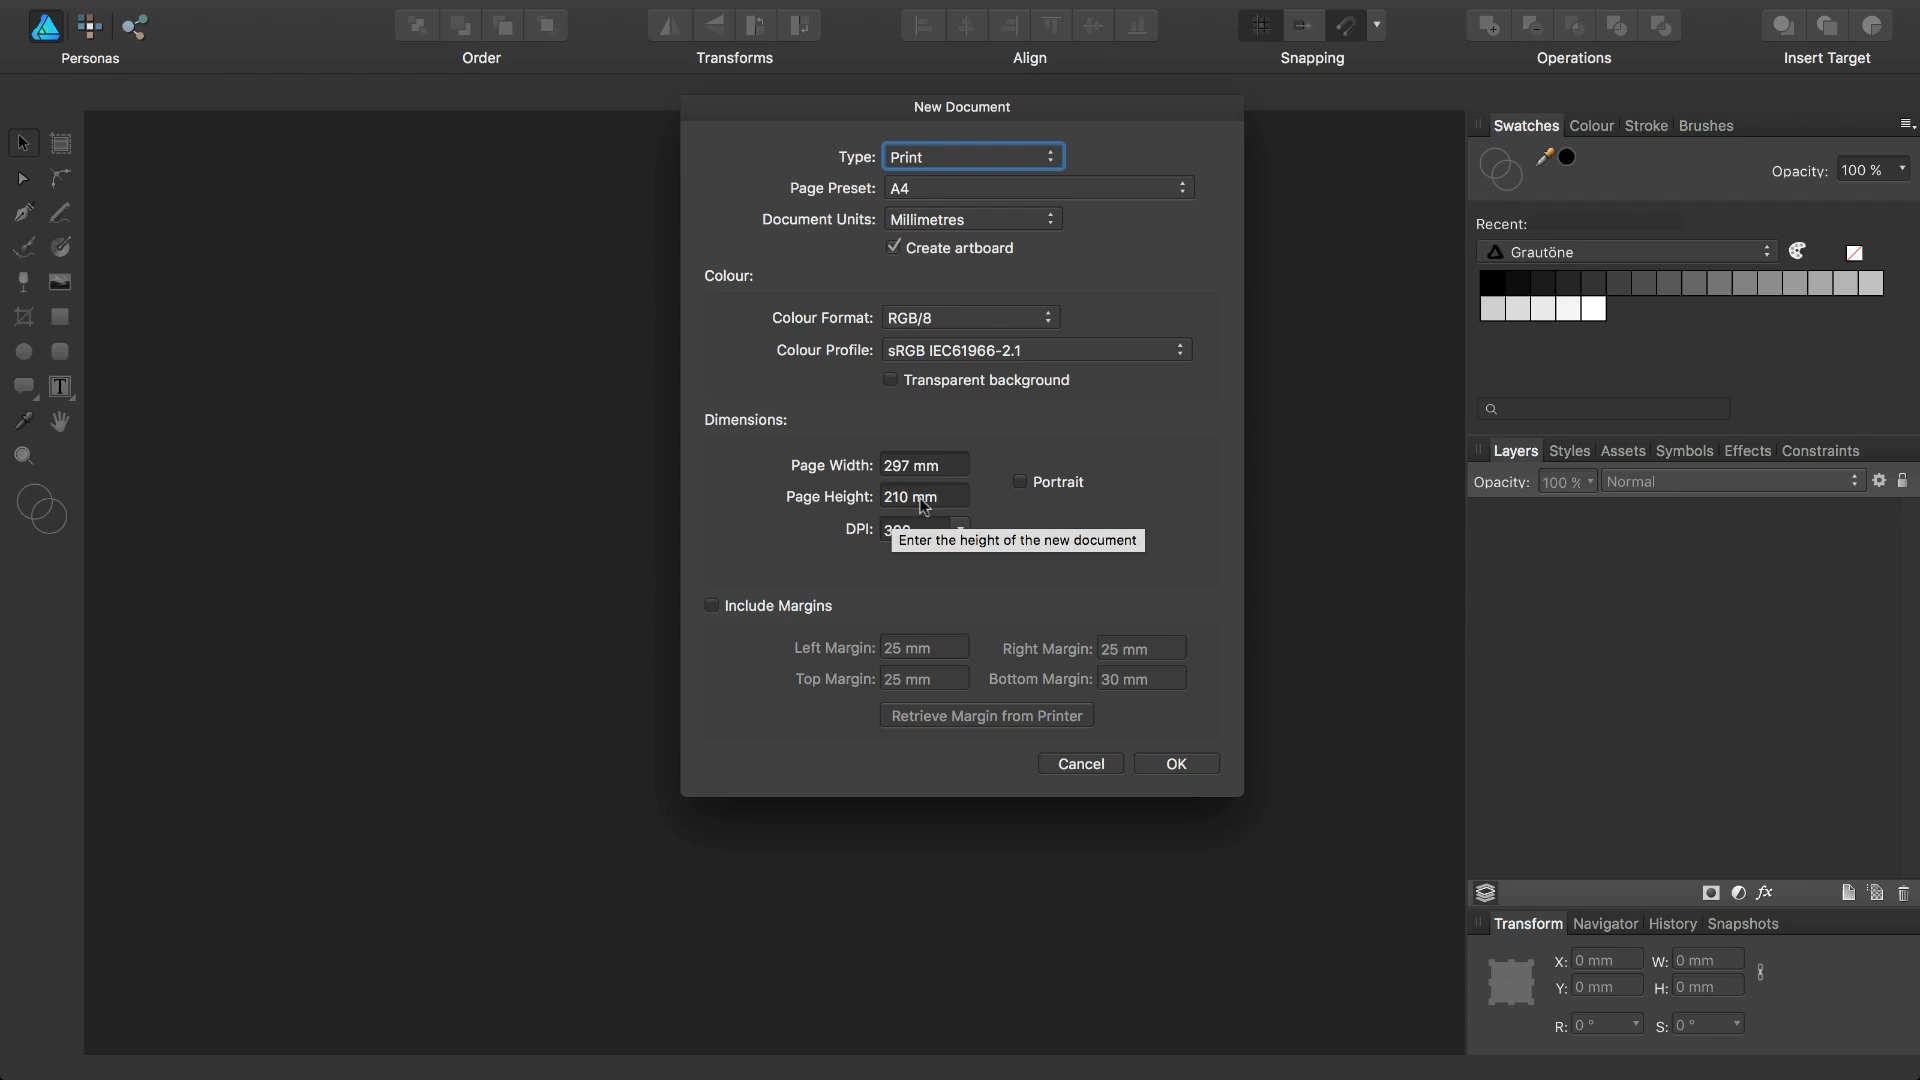 Personas
Order
Transforms
Align
Snapping
Operations
Insert Target
New Document
Type: Print
Page Preset: A4
Document Units: Millimetres
Create artboard
Colour:
Colour Format: RGB/8
Colour Profile: sRGB IEC61966-2.1
Transparent background
Dimensions:
Page Width: 297 mm
Portrait
Page Height: 210 mm
DPI:
Enter the height of the new document
Include Margins
Left Margin: 25 mm Right Margin: 25 mm
Top Margin: 25 mm Bottom Margin: 30 mm
Retrieve Margin from Printer
Cancel OK
Swatches Colour Stroke Brushes
Opacity: 100 %
Recent:
Grautöne
Layers Styles Assets Symbols Effects Constraints
Opacity: 100 % Normal
fx
Transform Navigator History Snapshots
X: 0 mm W: 0 mm
Y: 0 mm H: 0 mm
R: 0 ° S: 0 °
T